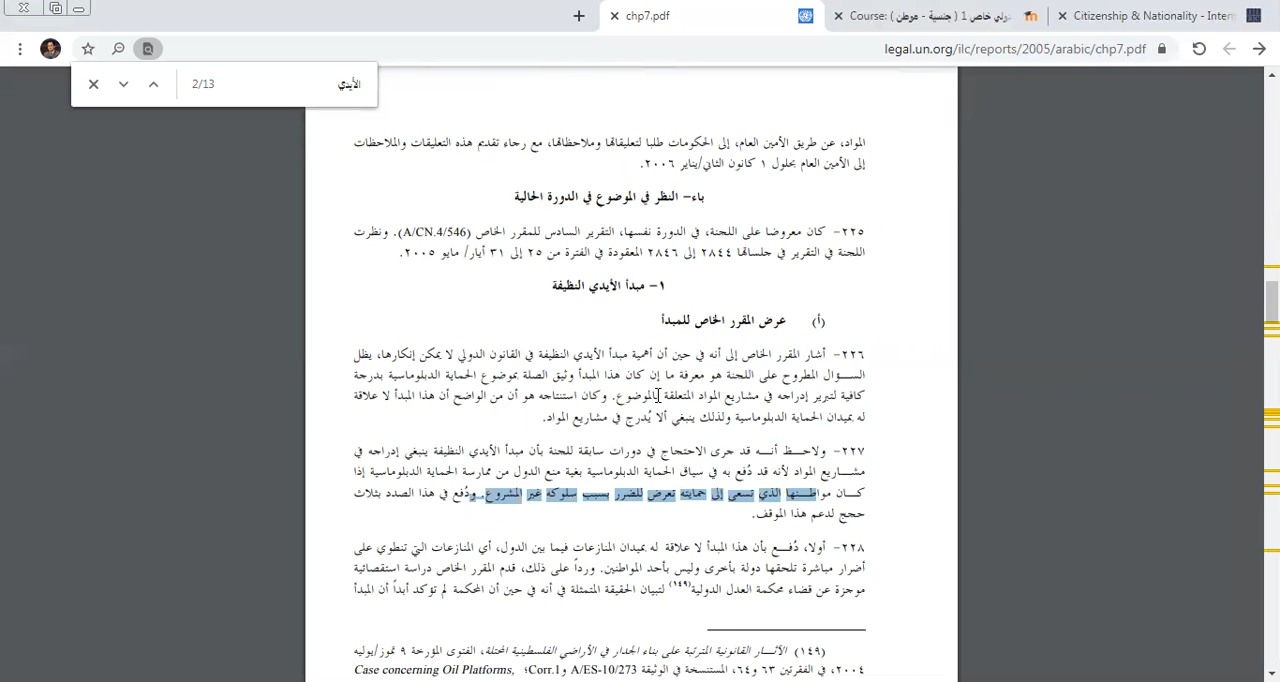 chp7.pdf
Course: ( جنسية - موطن ) 1 دولي خاص
Citizenship & Nationality - Intern
legal.un.org/ilc/reports/2005/arabic/chp7.pdf
2/13
الأيدي
المواد، عن طريق الأمين العام، إلى الحكومات طلبا لتعليقاتها وملاحظاتها، مع رجاء تقديم هذه التعليقات والملاحظات
إلى الأمين العام بحلول ١ كانون الثاني/يناير ٢٠٠٦.
باء- النظر في الموضوع في الدورة الحالية
٢٢٥- كان معروضا على اللجنة، في الدورة نفسها، التقرير السادس للمقرر الخاص (A/CN.4/546). ونظرت
اللجنة في التقرير في جلساتها ٢٨٤٤ إلى ٢٨٤٦ المعقودة في الفترة من ٢٥ إلى ٣١ أيار/ مايو ٢٠٠٥.
١- مبدأ الأيدي النظيفة
(أ) عرض المقرر الخاص للمبدأ
٢٢٦- أشار المقرر الخاص إلى أنه في حين أن أهمية مبدأ الأيدي النظيفة في القانون الدولي لا يمكن إنكارها، يظل
الســـؤال المطروح على اللجنة هو معرفة ما إن كان هذا المبدأ وثيق الصلة بموضوع الحماية الدبلوماسية بدرجة
كافية لتبرير إدراجه في مشاريع المواد المتعلقة بالموضوع. وكان استنتاجه هو أن من الواضح أن هذا المبدأ لا علاقة
له بميدان الحماية الدبلوماسية ولذلك ينبغي ألا يُدرج في مشاريع المواد.
٢٢٧- ولاحــظ أنــه قد جرى الاحتجاج في دورات سابقة للجنة بأن مبدأ الأيدي النظيفة ينبغي إدراجه في
مشــاريع المواد لأنه قد دُفع به في سياق الحماية الدبلوماسية بغية منع الدول من ممارسة الحماية الدبلوماسية إذا
كــان مواطــنها الذي تسعى إلى حمايته تعرض للضرر بسبب سلوكه غير المشروع. ودُفع في هذا الصدد بثلاث
حجج لدعم هذا الموقف.
٢٢٨- أولا، دُفــع بأن هذا المبدأ لا علاقة له بميدان المنازعات فيما بين الدول، أي المنازعات التي تنطوي على
أضرار مباشرة تلحقها دولة بأخرى وليس بأحد المواطنين. ورداً على ذلك، قدم المقرر الخاص دراسة استقصائية
موجزة عن قضاء محكمة العدل الدولية(١٤٩) لتبيان الحقيقة المتمثلة في أنه في حين أن المحكمة لم تؤكد أبداً أن المبدأ
(١٤٩) الآثــار القانونية المترتبة على بناء الجدار في الأراضي الفلسطينية المحتلة، الفتوى المؤرخة ٩ تموز/يوليه
٢٠٠٤، في الفقرتين ٦٣ و٦٤، المستنسخة في الوثيقة A/ES-10/273 وCorr.1؛ Case concerning Oil Platforms,